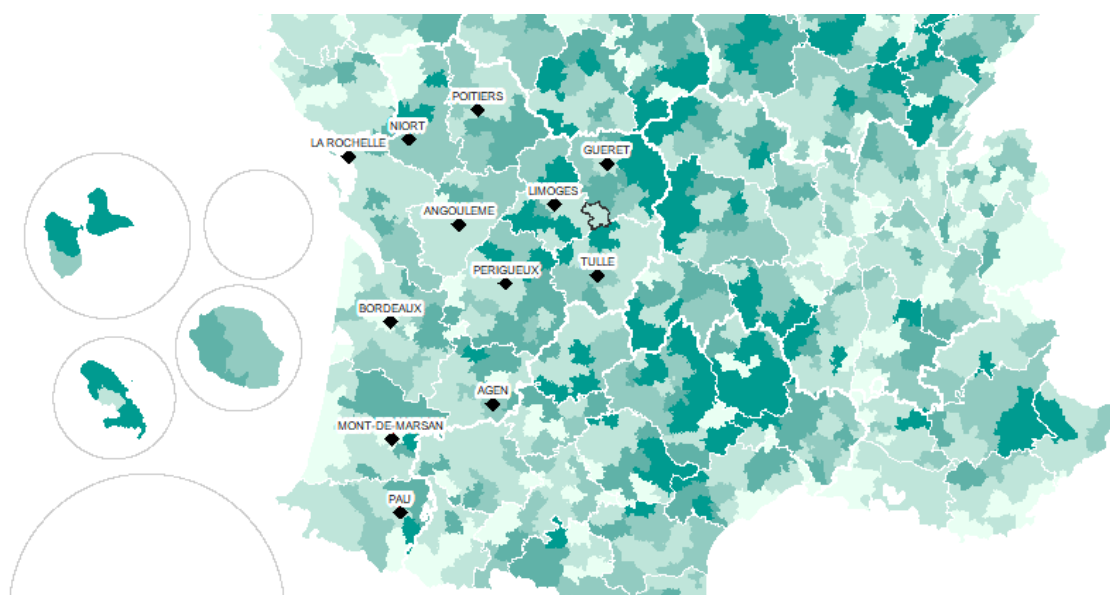 POITIERS
NIORT
LA ROCHELLE
GUERET
LIMOGES
ANGOULEME
TULLE
PERIGUEUX
BORDEAUX
AGEN
MONT-DE-MARSAN
PAU